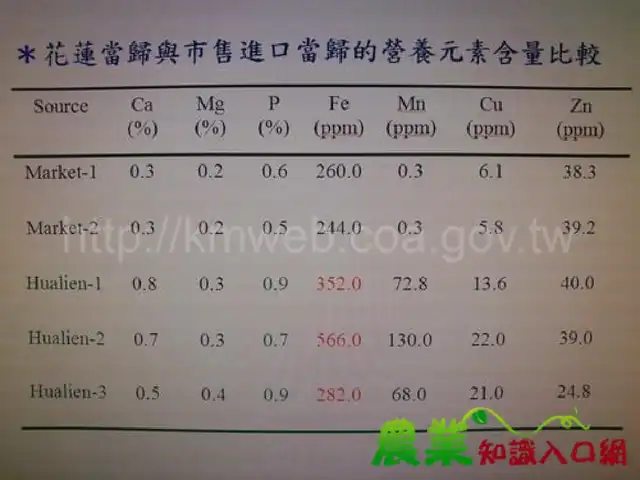 *花蓮當歸與市售進口當歸的營養元素含量比較
Source Ca (%) Mg (%) P (%) Fe (ppm) Mn (ppm) Cu (ppm) Zn (ppm)
Market-1 0.3 0.2 0.6 260.0 0.3 6.1 38.3
Market-2 0.3 0.2 0.5 244.0 0.3 5.8 39.2
http://kmweb.coa.gov.tw
Hualien-1 0.8 0.3 0.9 352.0 72.8 13.6 40.0
Hualien-2 0.7 0.3 0.7 566.0 130.0 22.0 39.0
Hualien-3 0.5 0.4 0.9 282.0 68.0 21.0 24.8
農業知識入口網